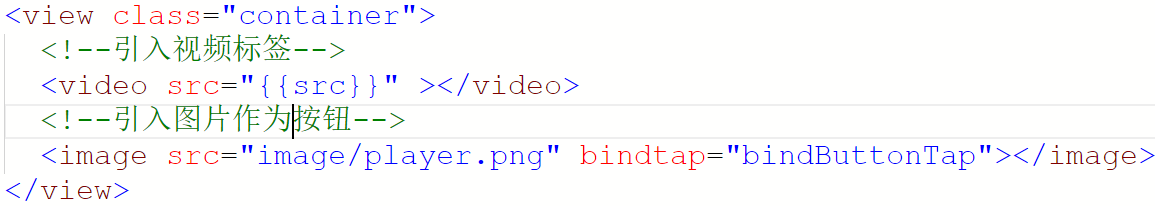 <view class="container">
<!--引入视频标签-->
<video src="{{src}}" ></video>
<!--引入图片作为按钮-->
<image src="image/player.png" bindtap="bindButtonTap"></image>
</view>